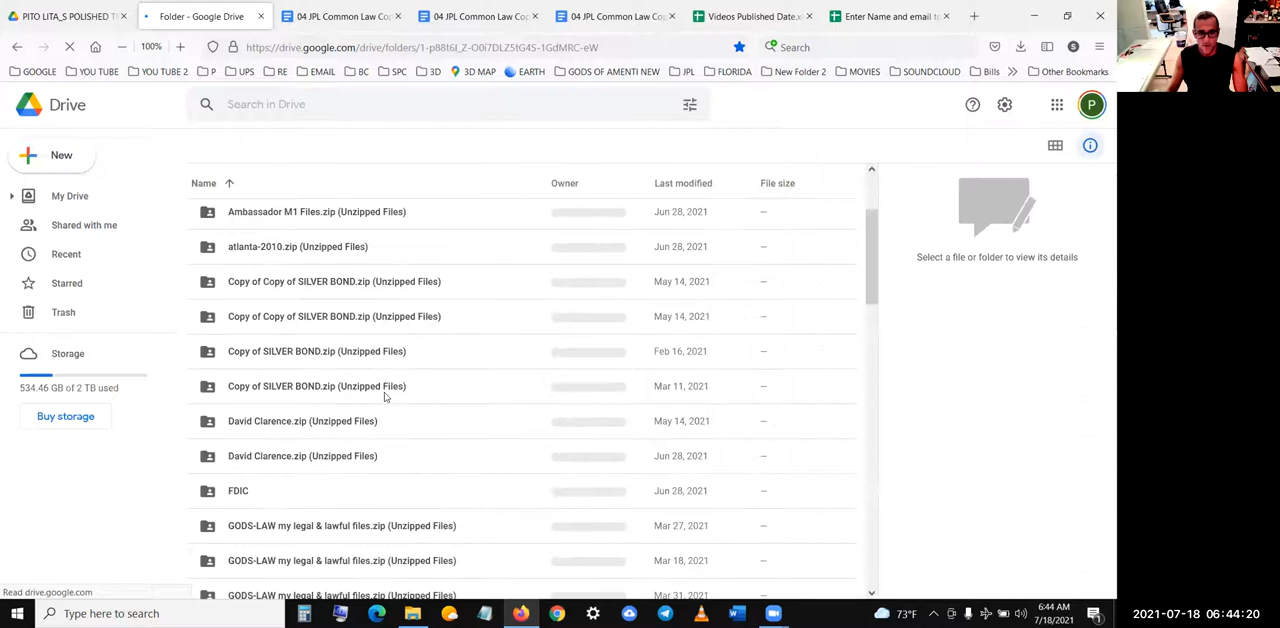 PITO LITA_S POLISHED T
Folder - Google Drive
04 JPL Common Law Co
04 JPL Common Law Co
04 JPL Common Law Co
Videos Published Date.x
Enter Name and email to
100%
https://drive.google.com/drive/folders/1-p88t6I_Z-O0i7DLZ5tG4S-1GdMRC-eW
Search
S
GOOGLE YOU TUBE YOU TUBE 2 P UPS RE EMAIL BC SPC 3D 3D MAP EARTH GODS OF AMENTI NEW JPL FLORIDA New Folder 2 MOVIES SOUNDCLOUD Bills Other Bookmarks
Drive
Search in Drive
P
New
My Drive
Shared with me
Recent
Starred
Trash
Storage
534.46 GB of 2 TB used
Buy storage
Name Owner Last modified File size
Ambassador M1 Files.zip (Unzipped Files) Jun 28, 2021 —
atlanta-2010.zip (Unzipped Files) Jun 28, 2021 —
Copy of Copy of SILVER BOND.zip (Unzipped Files) May 14, 2021 —
Copy of Copy of SILVER BOND.zip (Unzipped Files) May 14, 2021 —
Copy of SILVER BOND.zip (Unzipped Files) Feb 16, 2021 —
Copy of SILVER BOND.zip (Unzipped Files) Mar 11, 2021 —
David Clarence.zip (Unzipped Files) May 14, 2021 —
David Clarence.zip (Unzipped Files) Jun 28, 2021 —
FDIC Jun 28, 2021 —
GODS-LAW my legal & lawful files.zip (Unzipped Files) Mar 27, 2021 —
GODS-LAW my legal & lawful files.zip (Unzipped Files) Mar 18, 2021 —
GODS-LAW my legal & lawful files.zip (Unzipped Files) Mar 31, 2021 —
Select a file or folder to view its details
Read drive.google.com
Type here to search
73°F
6:44 AM
7/18/2021
1
2021-07-18 06:44:20